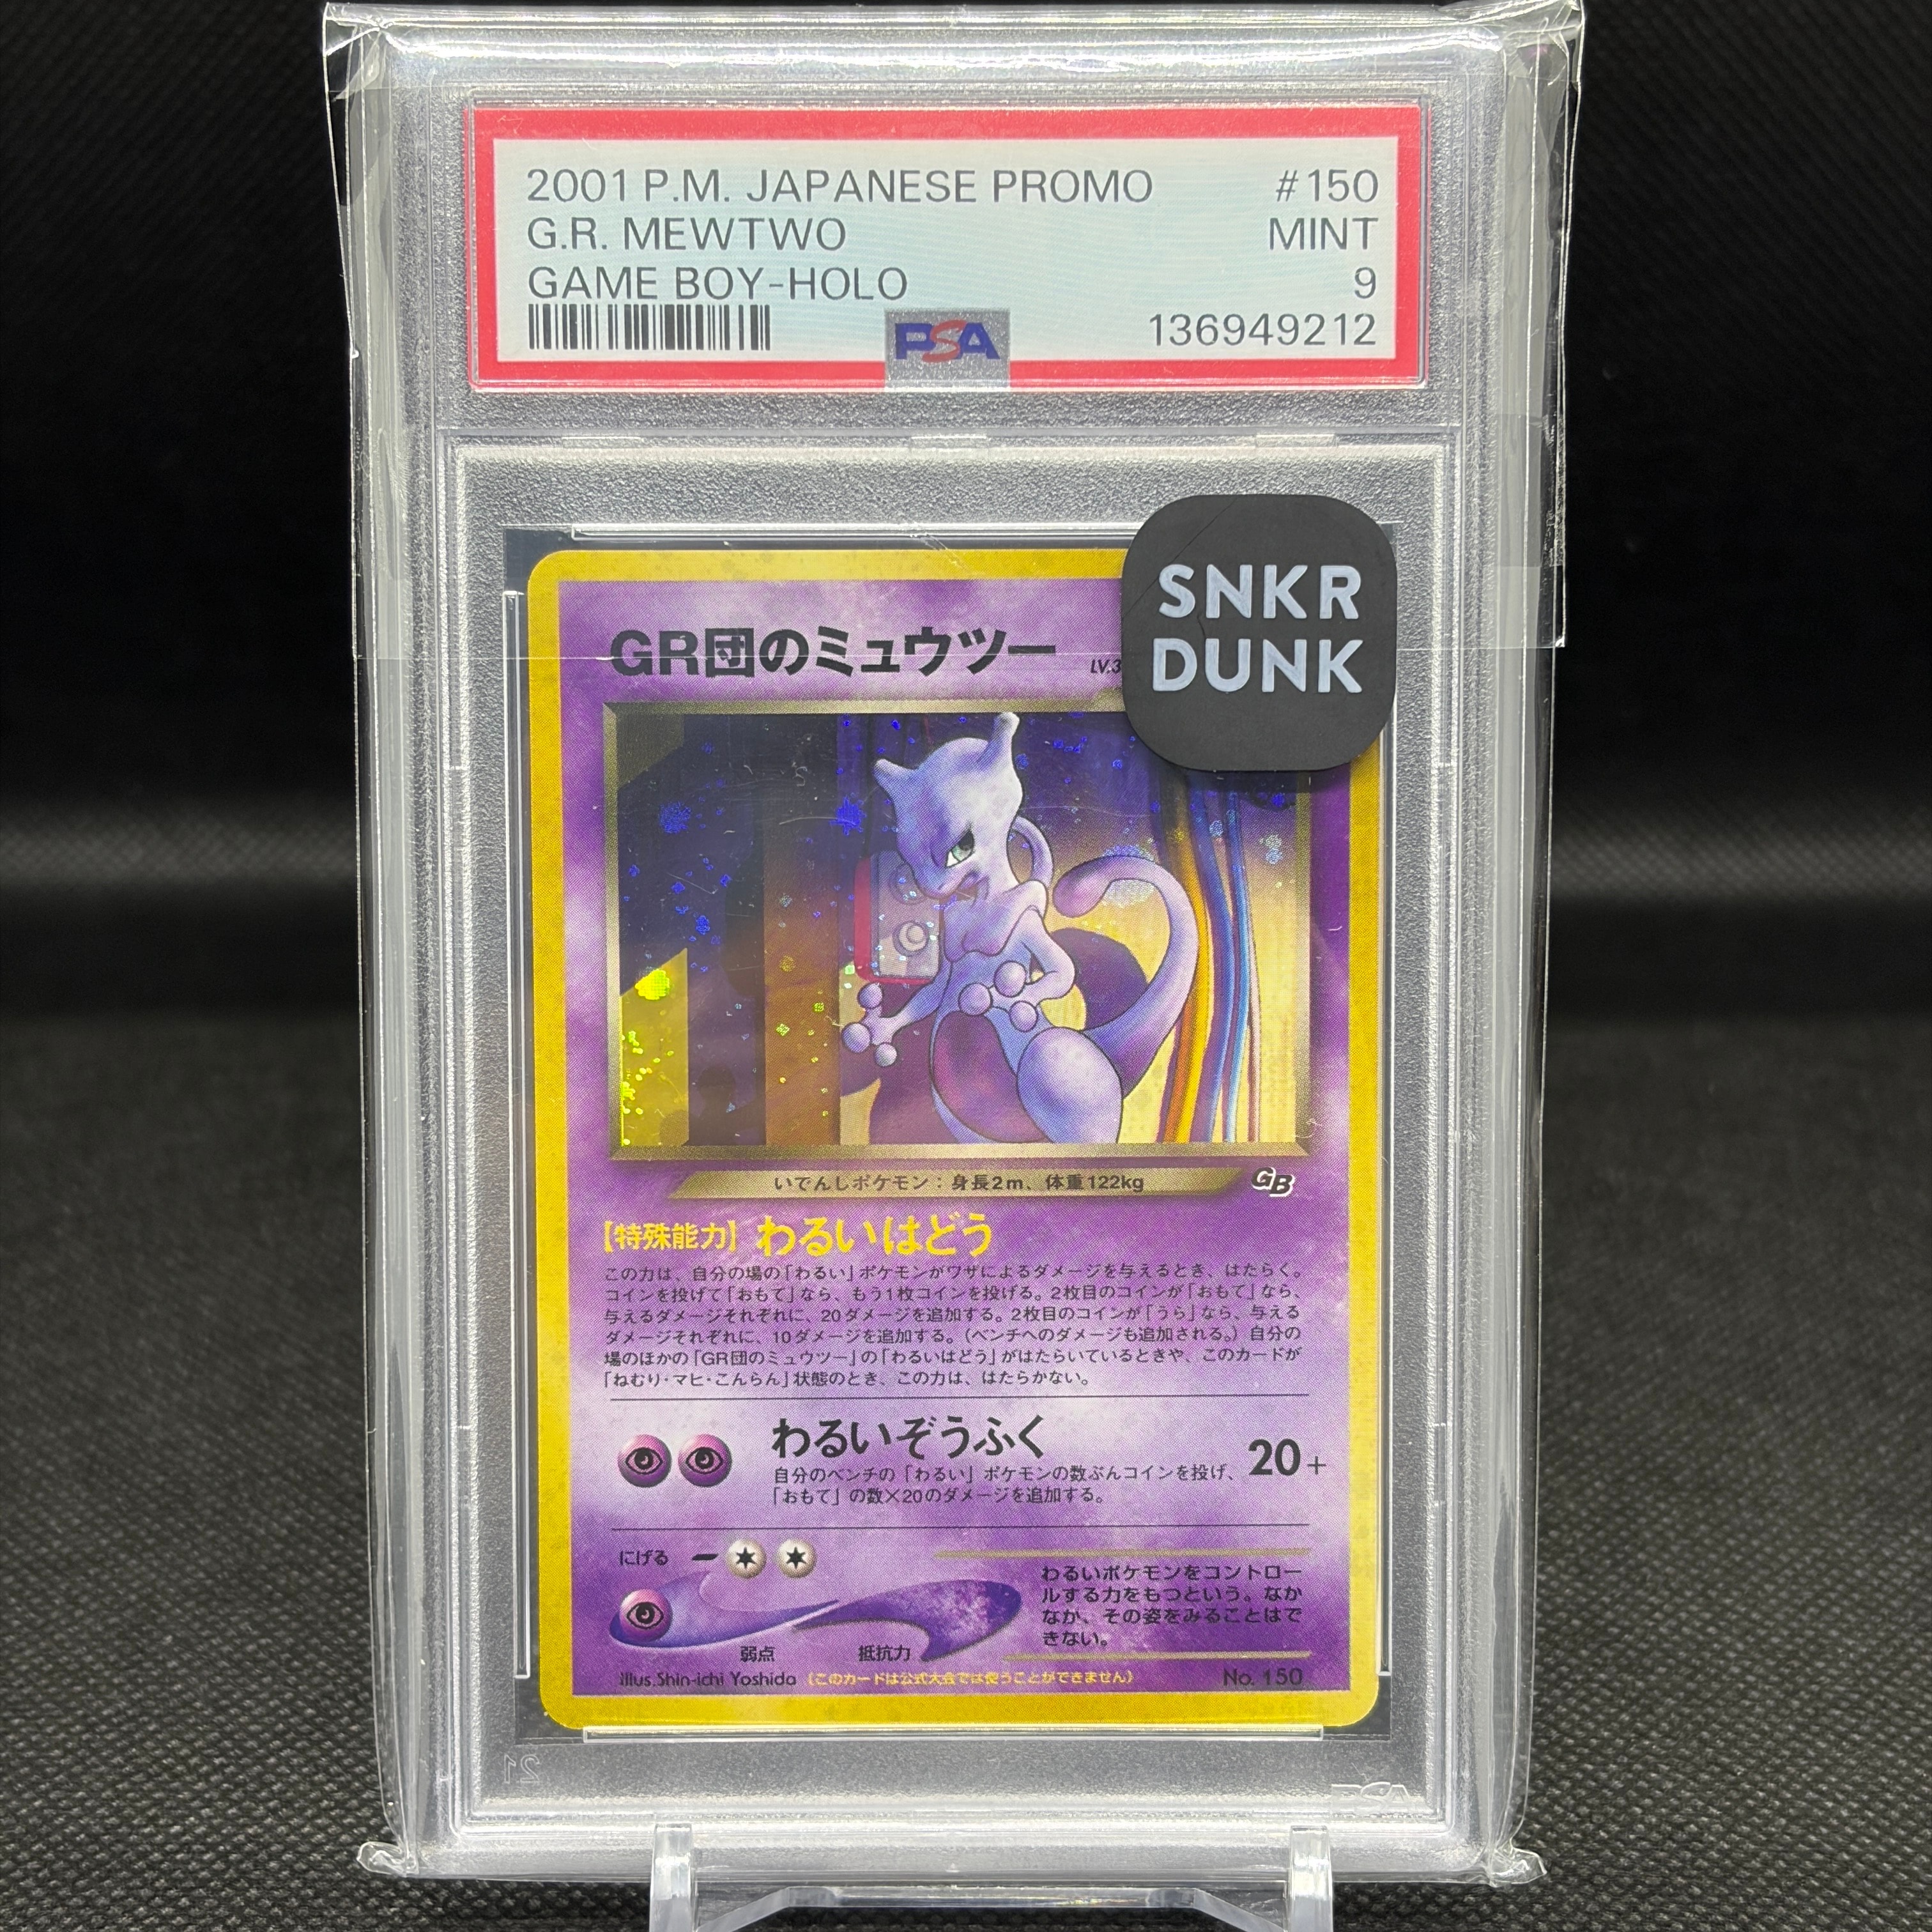 2001 P.M. JAPANESE PROMO #150
G.R. MEWTWO MINT
GAME BOY-HOLO 9
PSA 136949212
SNKR
DUNK
GR団のミュウツー LV.3
いでんしポケモン：身長2m、体重122kg GB
【特殊能力】わるいはどう
この力は、自分の場の「わるい」ポケモンがワザによるダメージを与えるとき、はたらく。
コインを投げて「おもて」なら、もう1枚コインを投げる。2枚目のコインが「おもて」なら、
与えるダメージそれぞれに、20ダメージを追加する。2枚目のコインが「うら」なら、与える
ダメージそれぞれに、10ダメージを追加する。（ベンチへのダメージも追加される。）自分の
場のほかの「GR団のミュウツー」の「わるいはどう」がはたらいているときや、このカードが
「ねむり・マヒ・こんらん」状態のとき、この力は、はたらかない。
わるいぞうふく 20+
自分のベンチの「わるい」ポケモンの数ぶんコインを投げ、
「おもて」の数×20のダメージを追加する。
にげる
弱点 抵抗力
わるいポケモンをコントロー
ルする力をもつという。なか
なか、その姿をみることはで
きない。
illus.Shin-ichi Yoshida （このカードは公式大会では使うことができません） No. 150
21
PSA